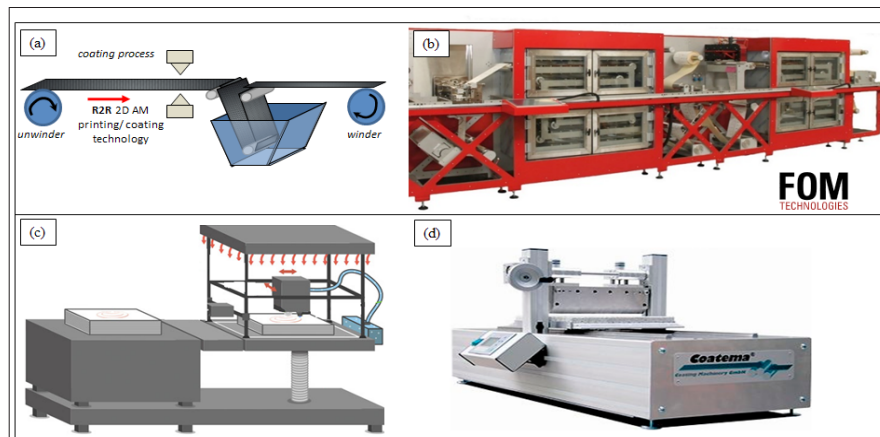 (a)
coating process
R2R 2D AM
printing/coating
technology
unwinder
winder
(b)
FOM
TECHNOLOGIES
(c)
(d)
Coatema®
Coating Machinery GmbH